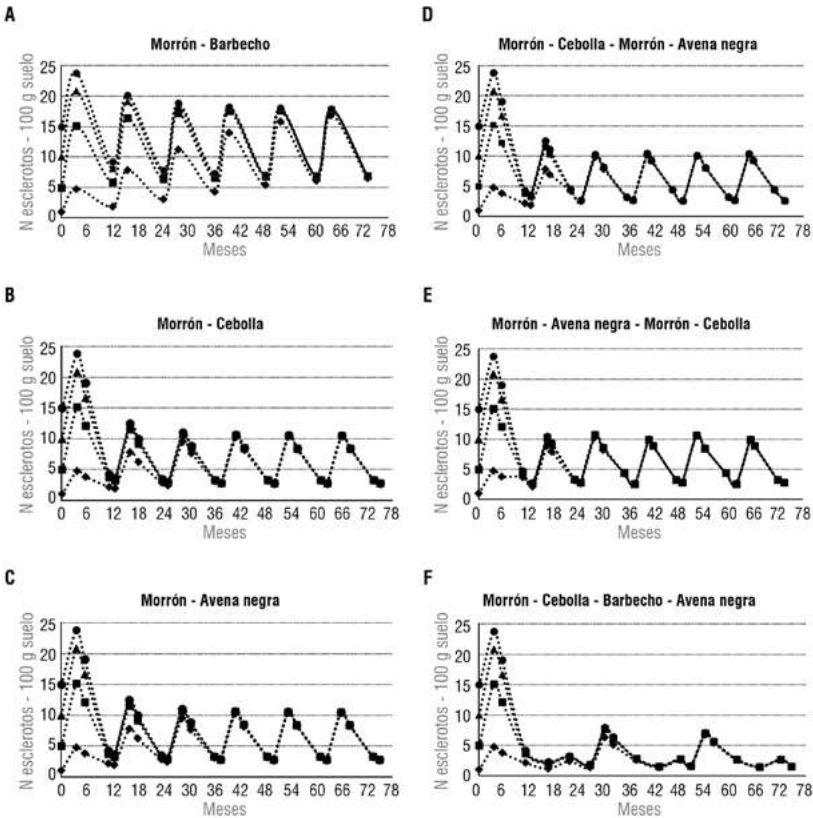 A
Morrón - Barbecho
N esclerotos - 100 g suelo
25
20
15
10
5
0
0 6 12 18 24 30 36 42 48 54 60 66 72 78
Meses
B
Morrón - Cebolla
N esclerotos - 100 g suelo
25
20
15
10
5
0
0 6 12 18 24 30 36 42 48 54 60 66 72 78
Meses
C
Morrón - Avena negra
N esclerotos - 100 g suelo
25
20
15
10
5
0
0 6 12 18 24 30 36 42 48 54 60 66 72 78
Meses
D
Morrón - Cebolla - Morrón - Avena negra
N esclerotos - 100 g suelo
25
20
15
10
5
0
0 6 12 18 24 30 36 42 48 54 60 66 72 78
Meses
E
Morrón - Avena negra - Morrón - Cebolla
N esclerotos - 100 g suelo
25
20
15
10
5
0
0 6 12 18 24 30 36 42 48 54 60 66 72 78
Meses
F
Morrón - Cebolla - Barbecho - Avena negra
N esclerotos - 100 g suelo
25
20
15
10
5
0
0 6 12 18 24 30 36 42 48 54 60 66 72 78
Meses